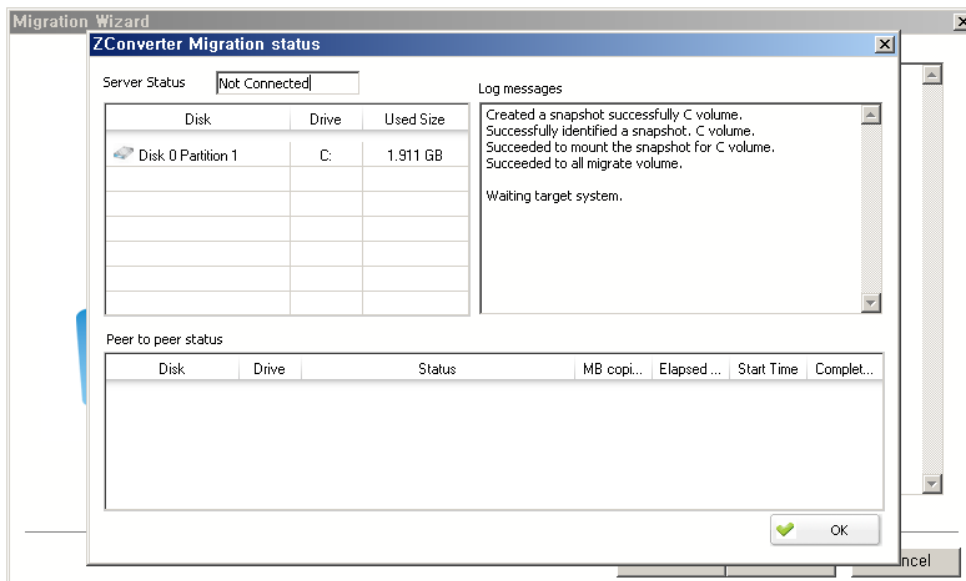 Migration Wizard
ZConverter Migration status
Server Status Not Connected
Log messages
Disk Drive Used Size
Disk 0 Partition 1 C: 1.911 GB
Created a snapshot successfully C volume.
Successfully identified a snapshot. C volume.
Succeeded to mount the snapshot for C volume.
Succeeded to all migrate volume.
Waiting target system.
Peer to peer status
Disk Drive Status MB copi... Elapsed ... Start Time Complet...
OK
ncel